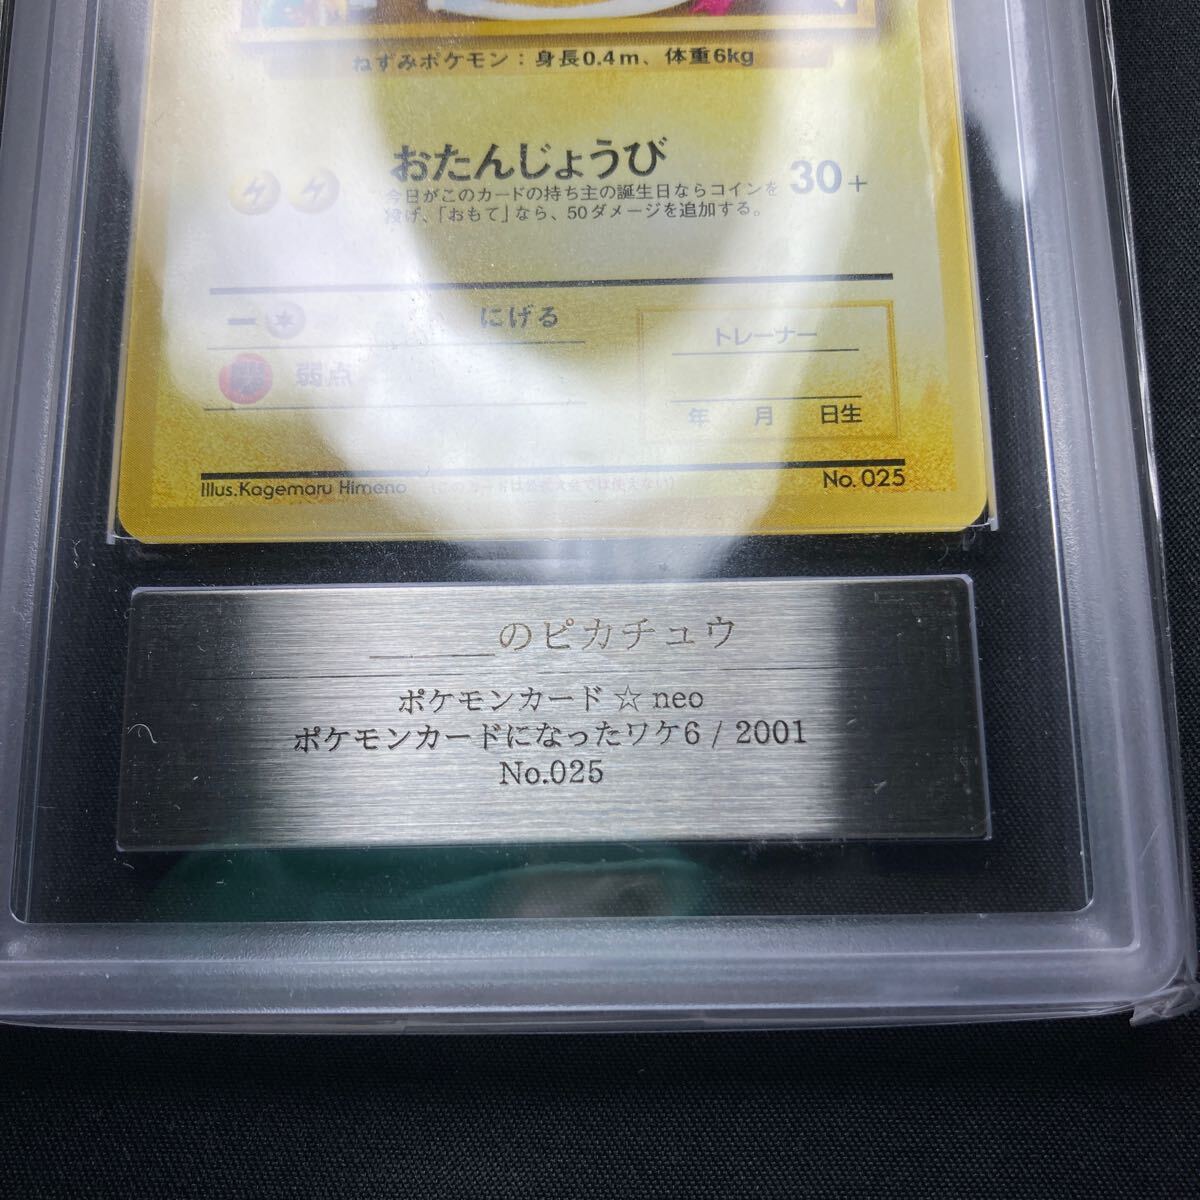 ねずみポケモン：身長0.4m、体重6kg
おたんじょうび
30+
今日がこのカードの持ち主の誕生日ならコインを
投げ、「おもて」なら、50ダメージを追加する。
にげる
弱点
トレーナー
年 月 日生
Illus.Kagemaru Himeno
No.025
_____のピカチュウ
ポケモンカード☆neo
ポケモンカードになったワケ6 / 2001
No.025